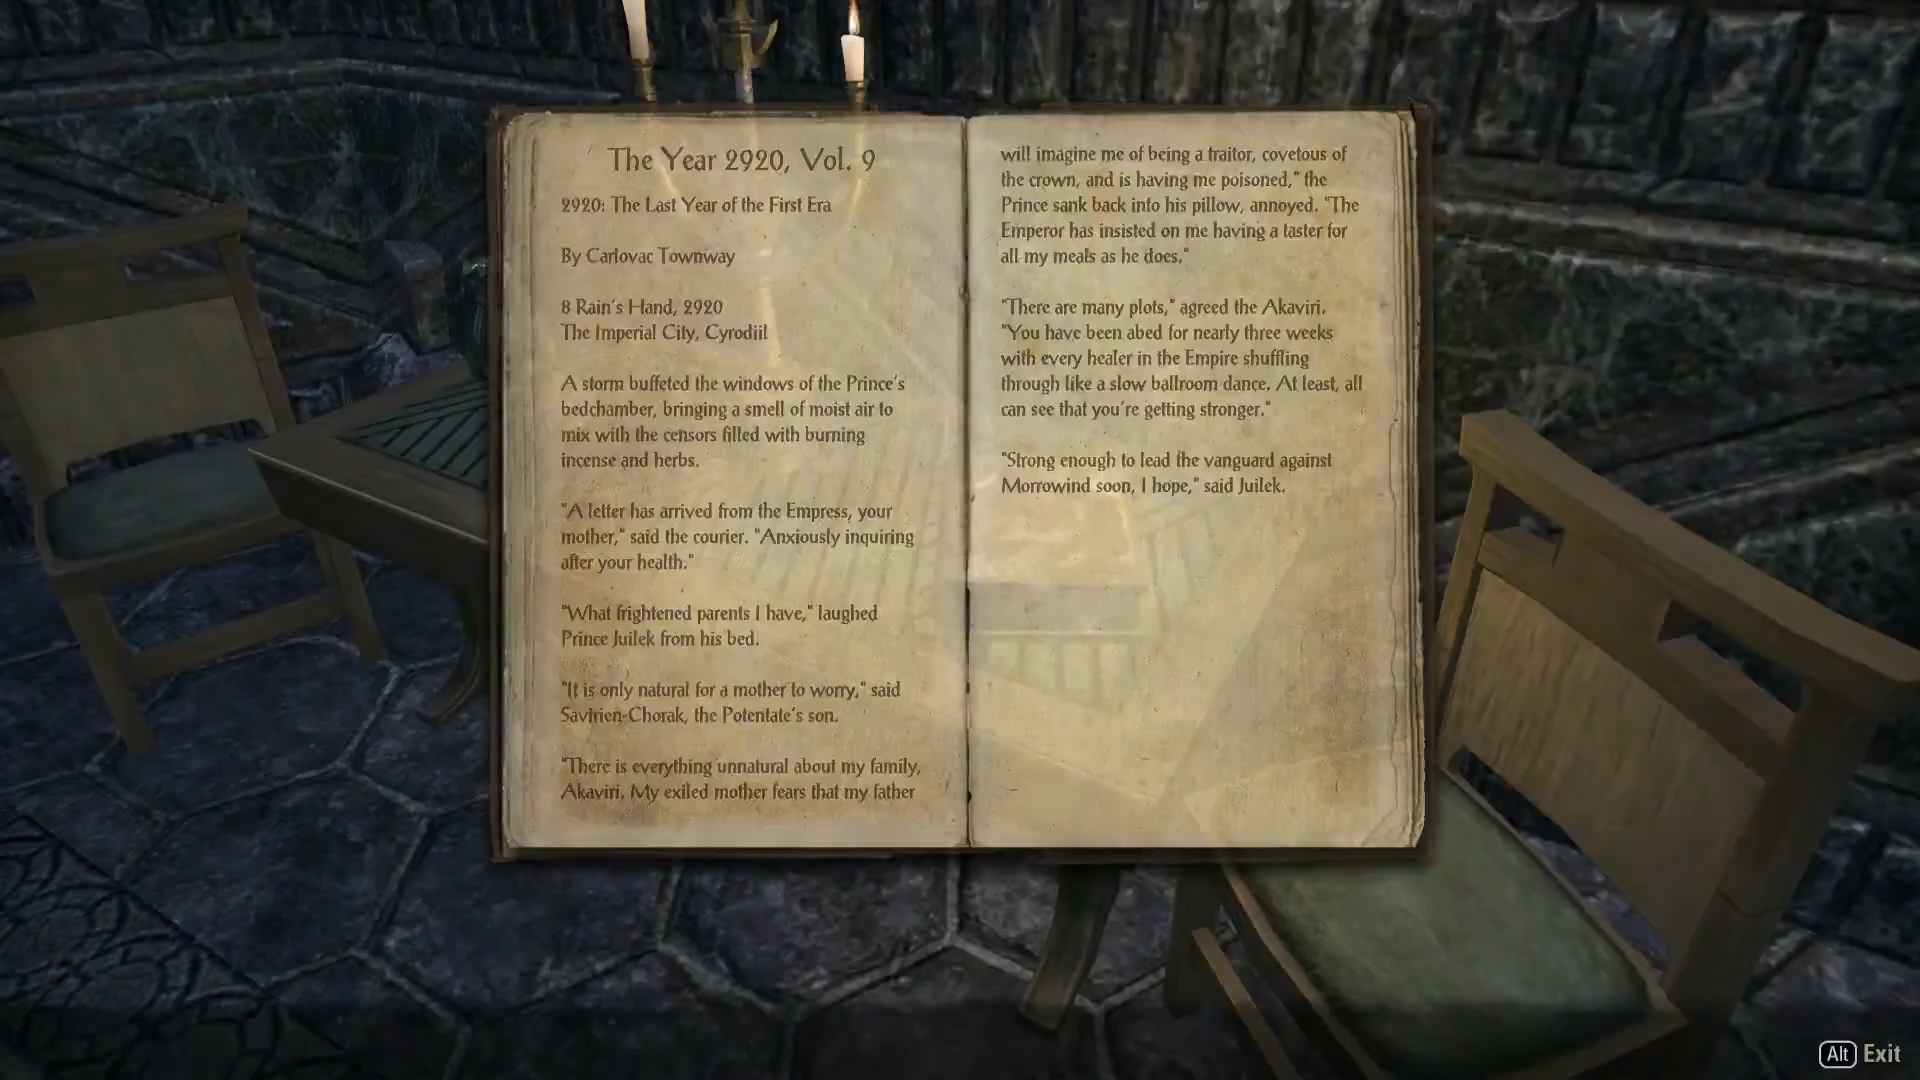 The Year 2920, Vol. 9
2920: The Last Year of the First Era
By Carlovac Townway
8 Rain's Hand, 2920
The Imperial City, Cyrodiil
A storm buffeted the windows of the Prince's
bedchamber, bringing a smell of moist air to
mix with the censors filled with burning
incense and herbs.
"A letter has arrived from the Empress, your
mother," said the courier. "Anxiously inquiring
after your health."
"What frightened parents I have," laughed
Prince Juilek from his bed.
"It is only natural for a mother to worry," said
Savirien-Chorak, the Potentate's son.
"There is everything unnatural about my family,
Akaviri. My exiled mother fears that my father
will imagine me of being a traitor, covetous of
the crown, and is having me poisoned," the
Prince sank back into his pillow, annoyed. "The
Emperor has insisted on me having a taster for
all my meals as he does."
"There are many plots," agreed the Akaviri.
"You have been abed for nearly three weeks
with every healer in the Empire shuffling
through like a slow ballroom dance. At least, all
can see that you're getting stronger."
"Strong enough to lead the vanguard against
Morrowind soon, I hope," said Juilek.
Alt Exit